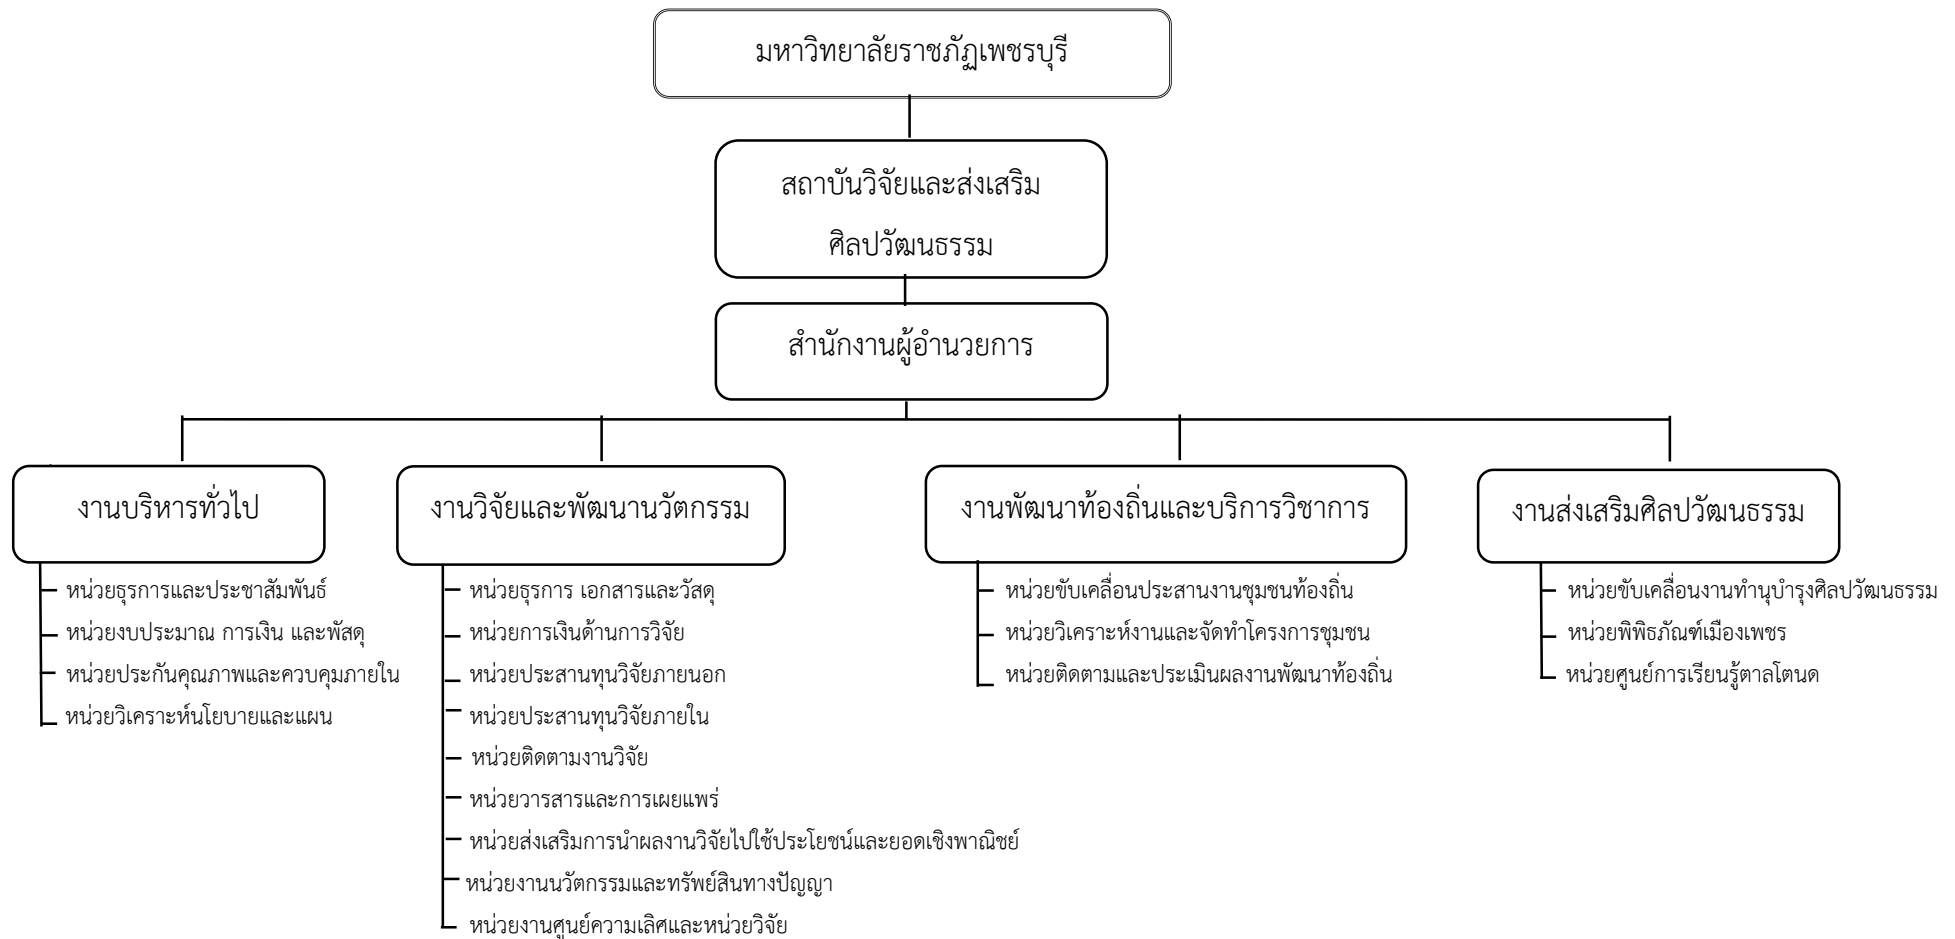 มหาวิทยาลัยราชภัฏเพชรบุรี
สถาบันวิจัยและส่งเสริม
ศิลปวัฒนธรรม
สำนักงานผู้อำนวยการ
งานบริหารทั่วไป
หน่วยธุรการและประชาสัมพันธ์
หน่วยงบประมาณ การเงิน และพัสดุ
หน่วยประกันคุณภาพและควบคุมภายใน
หน่วยวิเคราะห์นโยบายและแผน
งานวิจัยและพัฒนานวัตกรรม
หน่วยธุรการ เอกสารและวัสดุ
หน่วยการเงินด้านการวิจัย
หน่วยประสานทุนวิจัยภายนอก
หน่วยประสานทุนวิจัยภายใน
หน่วยติดตามงานวิจัย
หน่วยวารสารและการเผยแพร่
หน่วยส่งเสริมการนำผลงานวิจัยไปใช้ประโยชน์และยอดเชิงพาณิชย์
หน่วยงานนวัตกรรมและทรัพย์สินทางปัญญา
หน่วยงานศูนย์ความเลิศและหน่วยวิจัย
งานพัฒนาท้องถิ่นและบริการวิชาการ
หน่วยขับเคลื่อนประสานงานชุมชนท้องถิ่น
หน่วยวิเคราะห์งานและจัดทำโครงการชุมชน
หน่วยติดตามและประเมินผลงานพัฒนาท้องถิ่น
งานส่งเสริมศิลปวัฒนธรรม
หน่วยขับเคลื่อนงานทำนุบำรุงศิลปวัฒนธรรม
หน่วยพิพิธภัณฑ์เมืองเพชร
หน่วยศูนย์การเรียนรู้ตาลโตนด